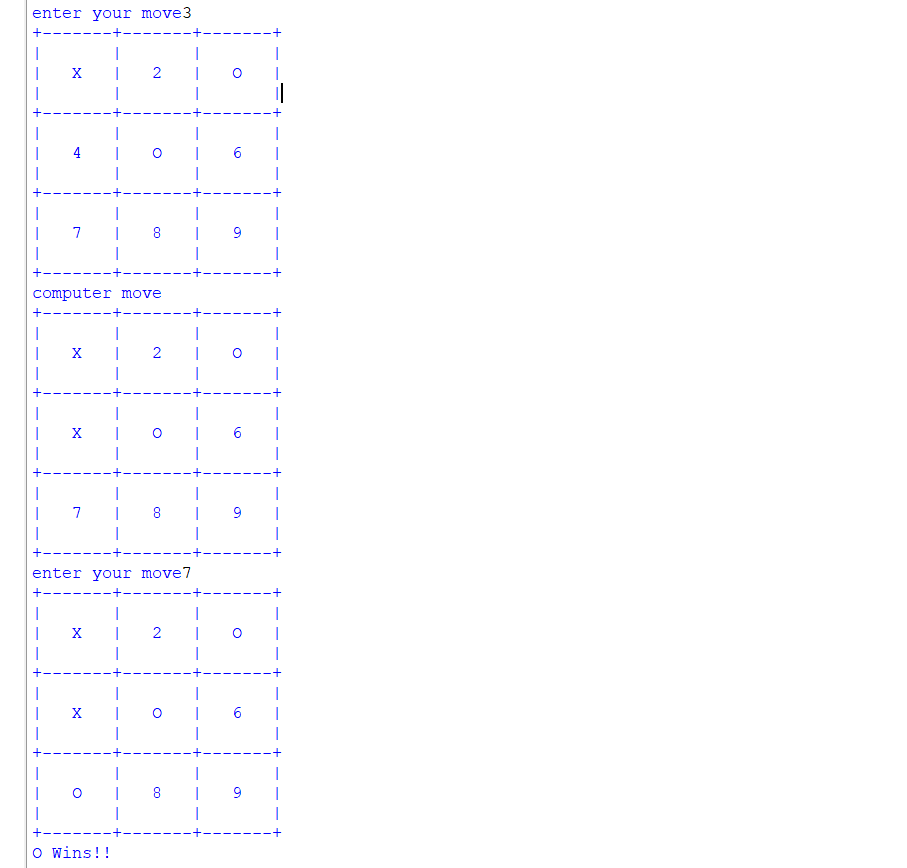 enter your move3
+-------+-------+-------+
|       |       |       |
|   X   |   2   |   O   |
|       |       |       |
+-------+-------+-------+
|       |       |       |
|   4   |   O   |   6   |
|       |       |       |
+-------+-------+-------+
|       |       |       |
|   7   |   8   |   9   |
|       |       |       |
+-------+-------+-------+
computer move
+-------+-------+-------+
|       |       |       |
|   X   |   2   |   O   |
|       |       |       |
+-------+-------+-------+
|       |       |       |
|   X   |   O   |   6   |
|       |       |       |
+-------+-------+-------+
|       |       |       |
|   7   |   8   |   9   |
|       |       |       |
+-------+-------+-------+
enter your move7
+-------+-------+-------+
|       |       |       |
|   X   |   2   |   O   |
|       |       |       |
+-------+-------+-------+
|       |       |       |
|   X   |   O   |   6   |
|       |       |       |
+-------+-------+-------+
|       |       |       |
|   O   |   8   |   9   |
|       |       |       |
+-------+-------+-------+
O Wins!!